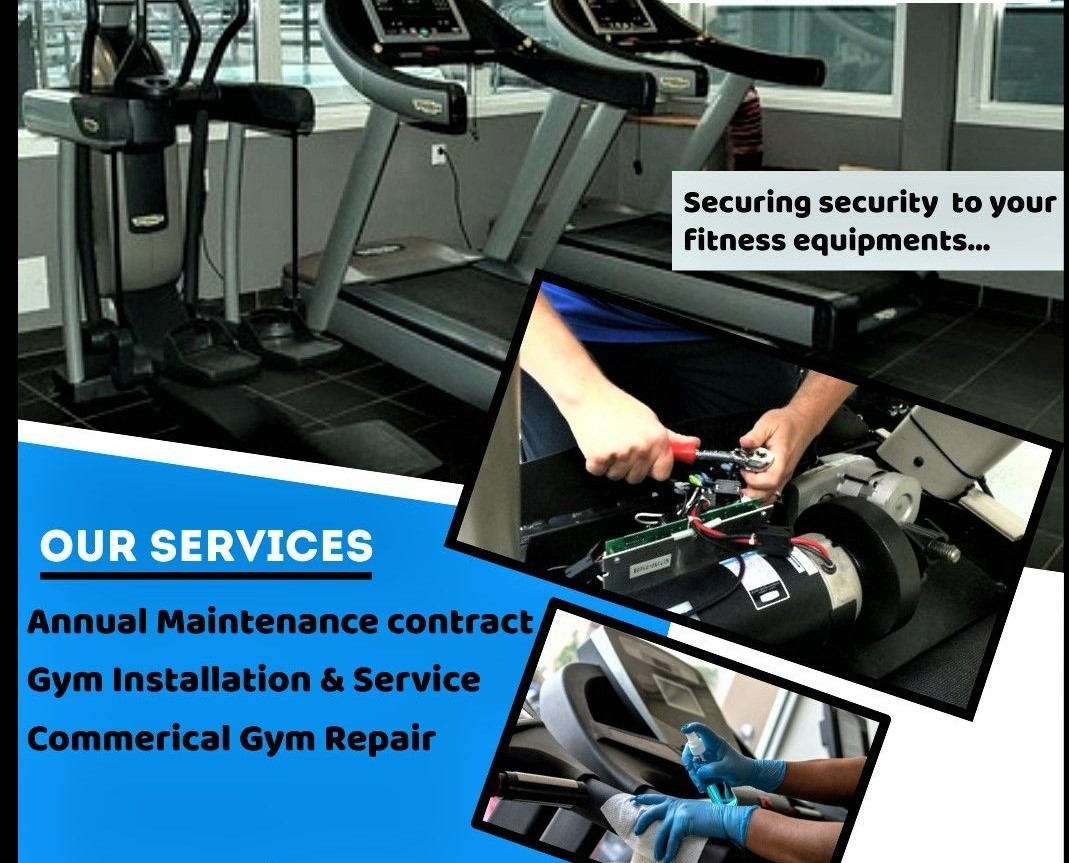 Securing security to your
fitness equipments...
OUR SERVICES
Annual Maintenance contract
Gym Installation & Service
Commerical Gym Repair